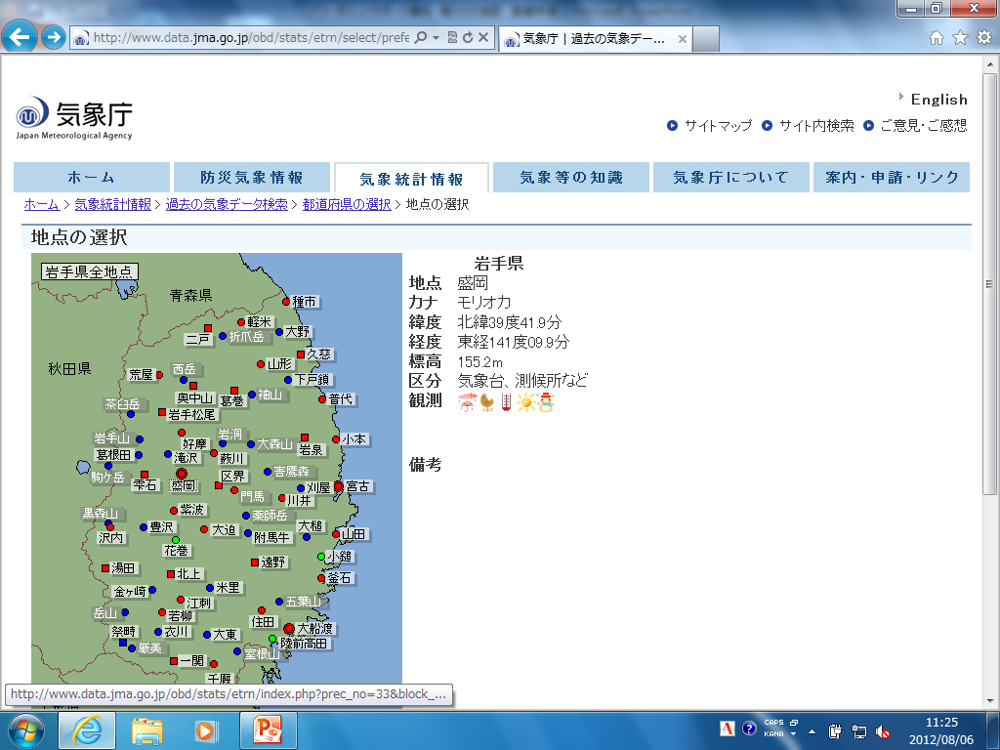 http://www.data.jma.go.jp/obd/stats/etrn/select/prefe
気象庁 | 過去の気象デー...
気象庁
Japan Meteorological Agency
English
サイトマップ サイト内検索 ご意見・ご感想
ホーム 防災気象情報 気象統計情報 気象等の知識 気象庁について 案内・申請・リンク
ホーム > 気象統計情報 > 過去の気象データ検索 > 都道府県の選択 > 地点の選択
地点の選択
岩手県全地点
青森県
種市
軽米
大野
二戸
折爪岳
久慈
秋田県
山形
荒屋
西岳
下戸鎖
奥中山
葛巻
袖山
普代
茶臼岳
岩手松尾
岩手山
好摩
岩洞
大森山
岩泉
小本
葛根田
滝沢
薮川
駒ケ岳
雫石
盛岡
区界
害鷹森
刈屋
宮古
門馬
川井
黒森山
紫波
薬師岳
沢内
豊沢
大迫
附馬牛
大槌
山田
花巻
小鎚
湯田
北上
遠野
釜石
金ヶ崎
米里
江刺
五葉山
岳山
若柳
住田
祭畤
衣川
大東
大船渡
陸前高田
厳美
室根山
一関
千厩
岩手県
地点 盛岡
カナ モリオカ
緯度 北緯39度41.9分
経度 東経141度09.9分
標高 155.2m
区分 気象台、測候所など
観測
備考
http://www.data.jma.go.jp/obd/stats/etrn/index.php?prec_no=33&block_...
A
CAPS
KANA
11:25
2012/08/06